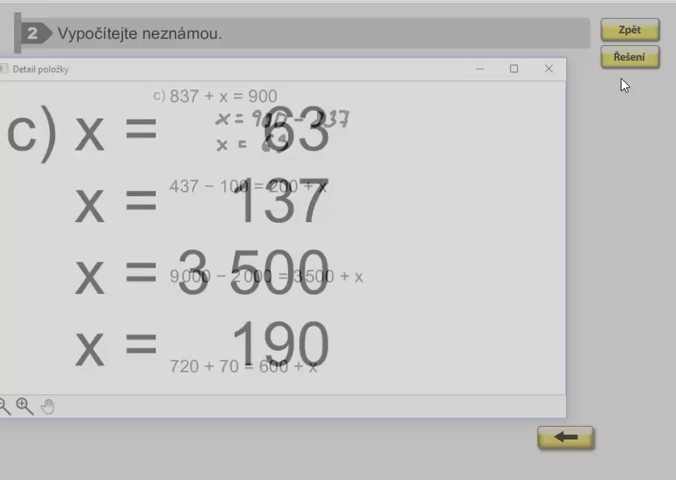 2 Vypočítejte neznámou.
Zpět
Řešení
Detail položky
c) 837 + x = 900
x = 900 - 837
c) x = 63
x = 63
437 − 100 = 200 + x
x = 137
9 000 − 2 000 = 3 500 + x
x = 3 500
x = 190
720 + 70 = 600 + x